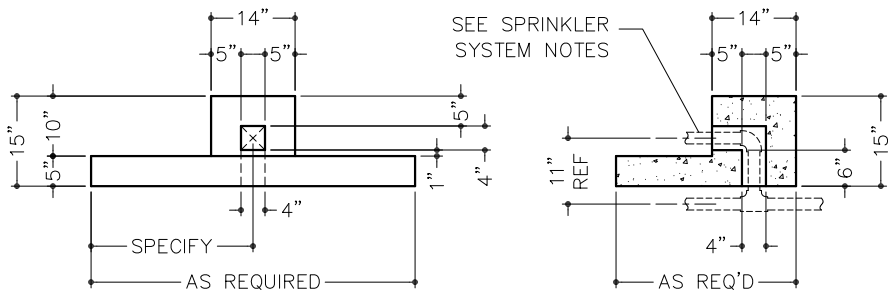 14”
5” 5”
15”
10”
5”
5”
4”
1”
4”
SPECIFY
AS REQUIRED
SEE SPRINKLER
SYSTEM NOTES
14”
5” 5”
11”
REF
15”
6”
4”
AS REQ’D